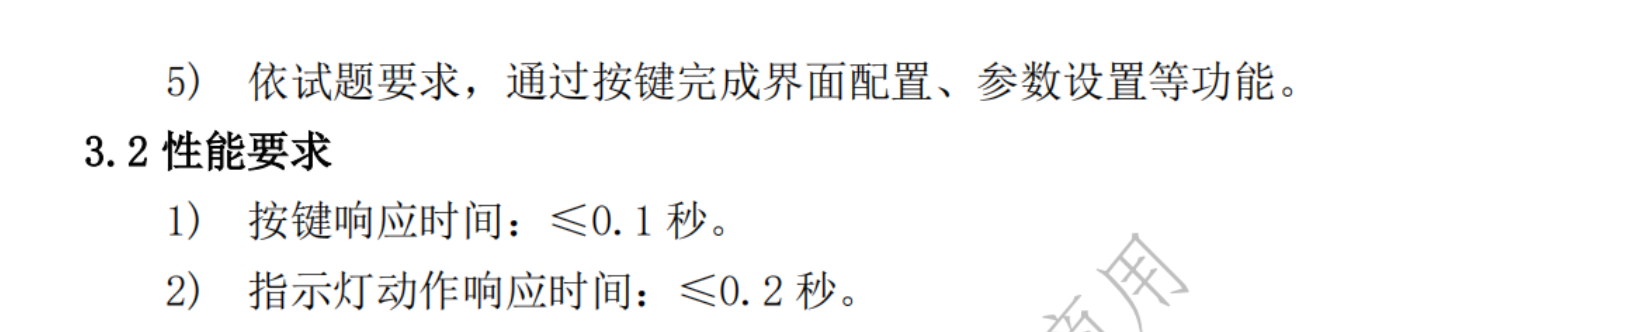 5) 依试题要求，通过按键完成界面配置、参数设置等功能。
3.2 性能要求
1) 按键响应时间：≤0.1 秒。
2) 指示灯动作响应时间：≤0.2 秒。
商用